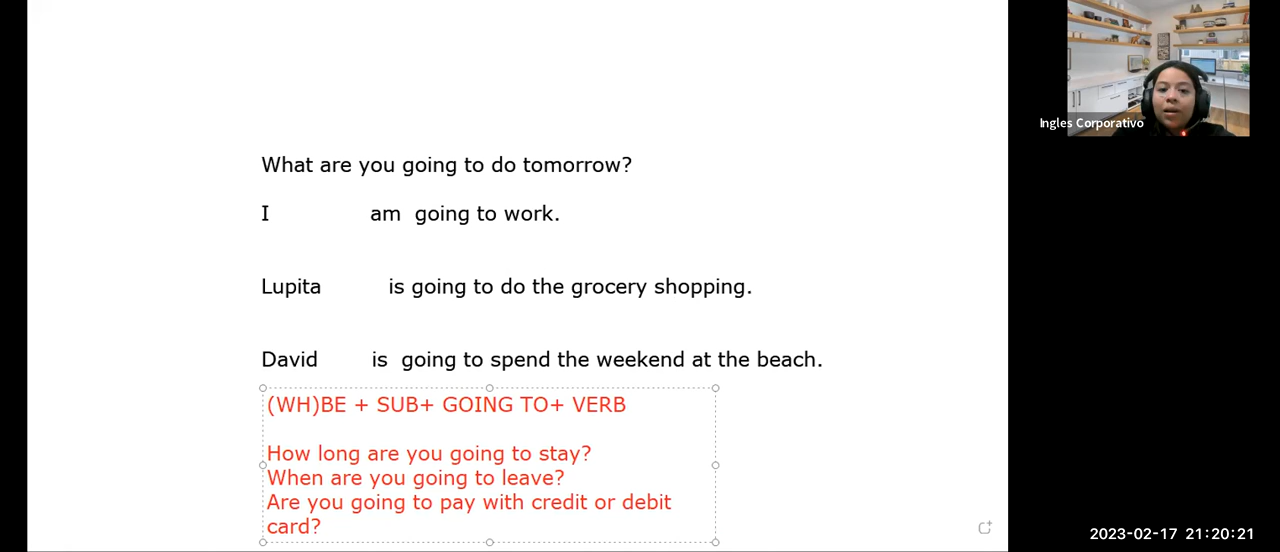 What are you going to do tomorrow?
I am going to work.
Lupita is going to do the grocery shopping.
David is going to spend the weekend at the beach.
(WH)BE + SUB+ GOING TO+ VERB
How long are you going to stay?
When are you going to leave?
Are you going to pay with credit or debit
card?
Ingles Corporativo
2023-02-17 21:20:21